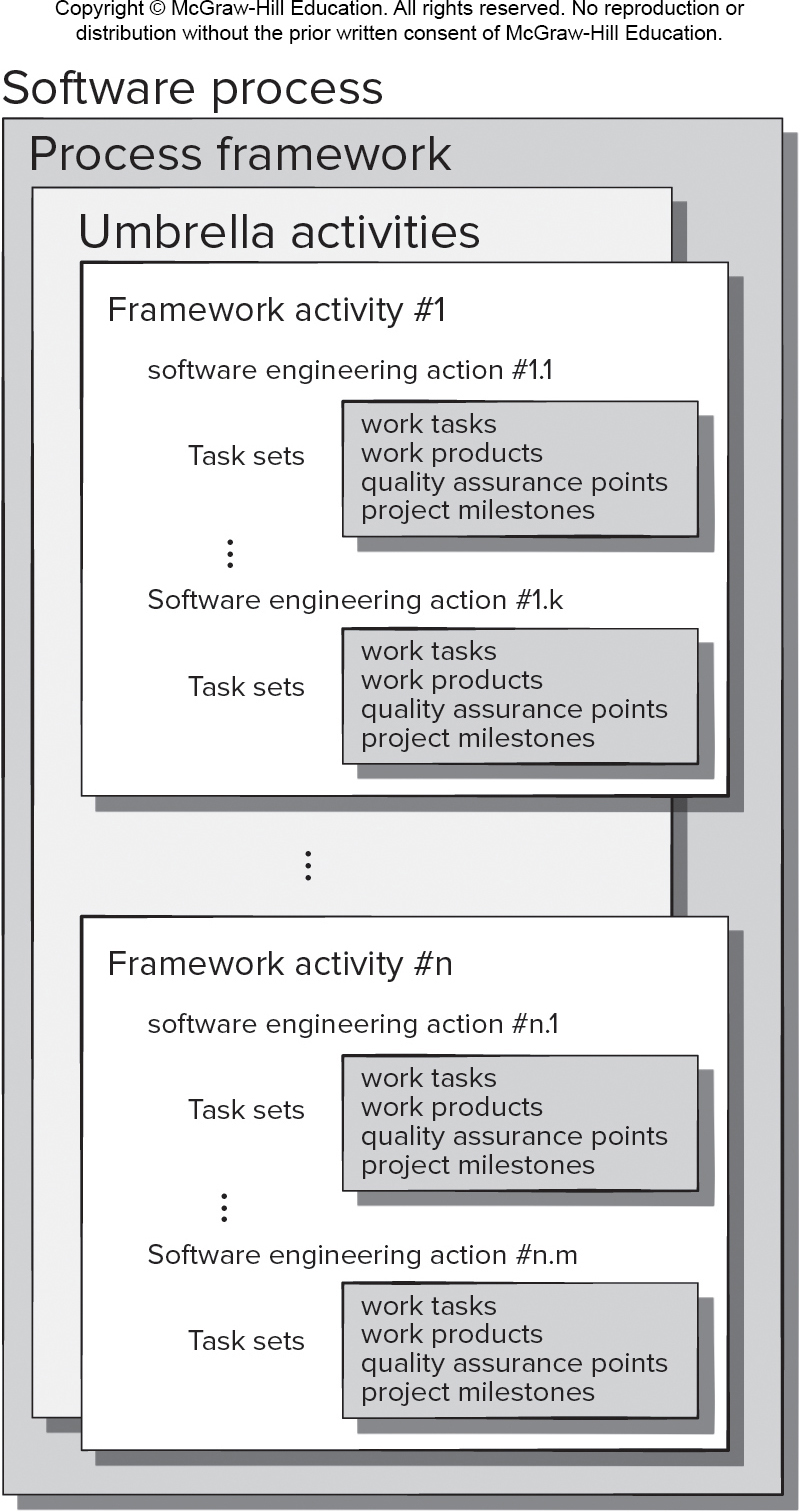 Copyright © McGraw-Hill Education. All rights reserved. No reproduction or
distribution without the prior written consent of McGraw-Hill Education.
Software process
Process framework
Umbrella activities
Framework activity #1
software engineering action #1.1
Task sets
work tasks
work products
quality assurance points
project milestones
⋮
Software engineering action #1.k
Task sets
work tasks
work products
quality assurance points
project milestones
⋮
Framework activity #n
software engineering action #n.1
Task sets
work tasks
work products
quality assurance points
project milestones
⋮
Software engineering action #n.m
Task sets
work tasks
work products
quality assurance points
project milestones